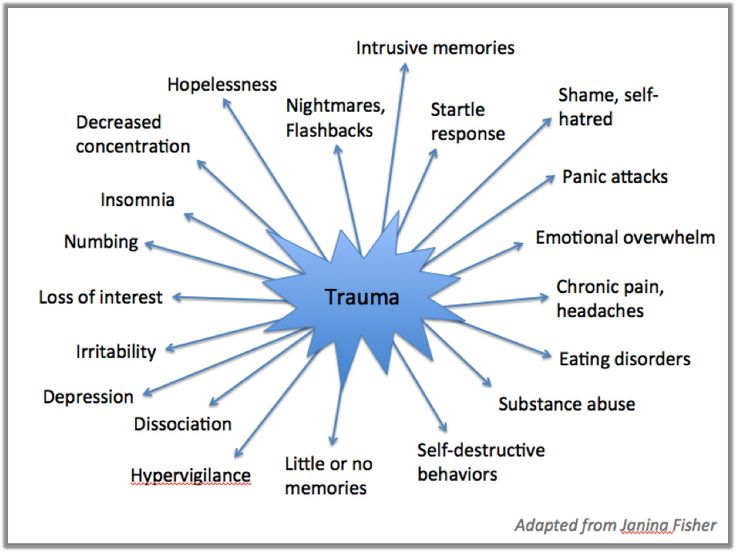 Intrusive memories
Hopelessness
Nightmares,
Flashbacks
Startle
response
Shame, self-
hatred
Decreased
concentration
Panic attacks
Insomnia
Numbing
Emotional overwhelm
Loss of interest
Trauma
Chronic pain,
headaches
Irritability
Eating disorders
Depression
Substance abuse
Dissociation
Self-destructive
behaviors
Hypervigilance
Little or no
memories
Adapted from Janina Fisher